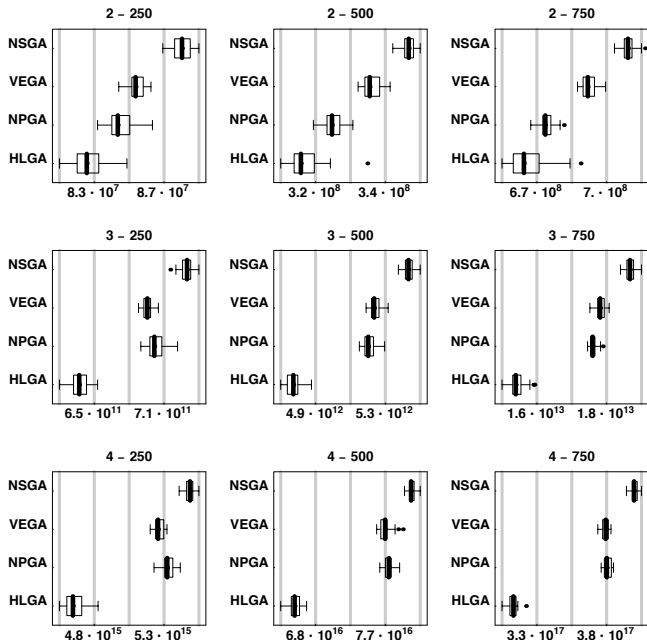 2 – 250
NSGA
VEGA
NPGA
HLGA
8.3 · 10⁷ 8.7 · 10⁷
2 – 500
NSGA
VEGA
NPGA
HLGA
3.2 · 10⁸ 3.4 · 10⁸
2 – 750
NSGA
VEGA
NPGA
HLGA
6.7 · 10⁸ 7. · 10⁸
3 – 250
NSGA
VEGA
NPGA
HLGA
6.5 · 10¹¹ 7.1 · 10¹¹
3 – 500
NSGA
VEGA
NPGA
HLGA
4.9 · 10¹² 5.3 · 10¹²
3 – 750
NSGA
VEGA
NPGA
HLGA
1.6 · 10¹³ 1.8 · 10¹³
4 – 250
NSGA
VEGA
NPGA
HLGA
4.8 · 10¹⁵ 5.3 · 10¹⁵
4 – 500
NSGA
VEGA
NPGA
HLGA
6.8 · 10¹⁶ 7.7 · 10¹⁶
4 – 750
NSGA
VEGA
NPGA
HLGA
3.3 · 10¹⁷ 3.8 · 10¹⁷